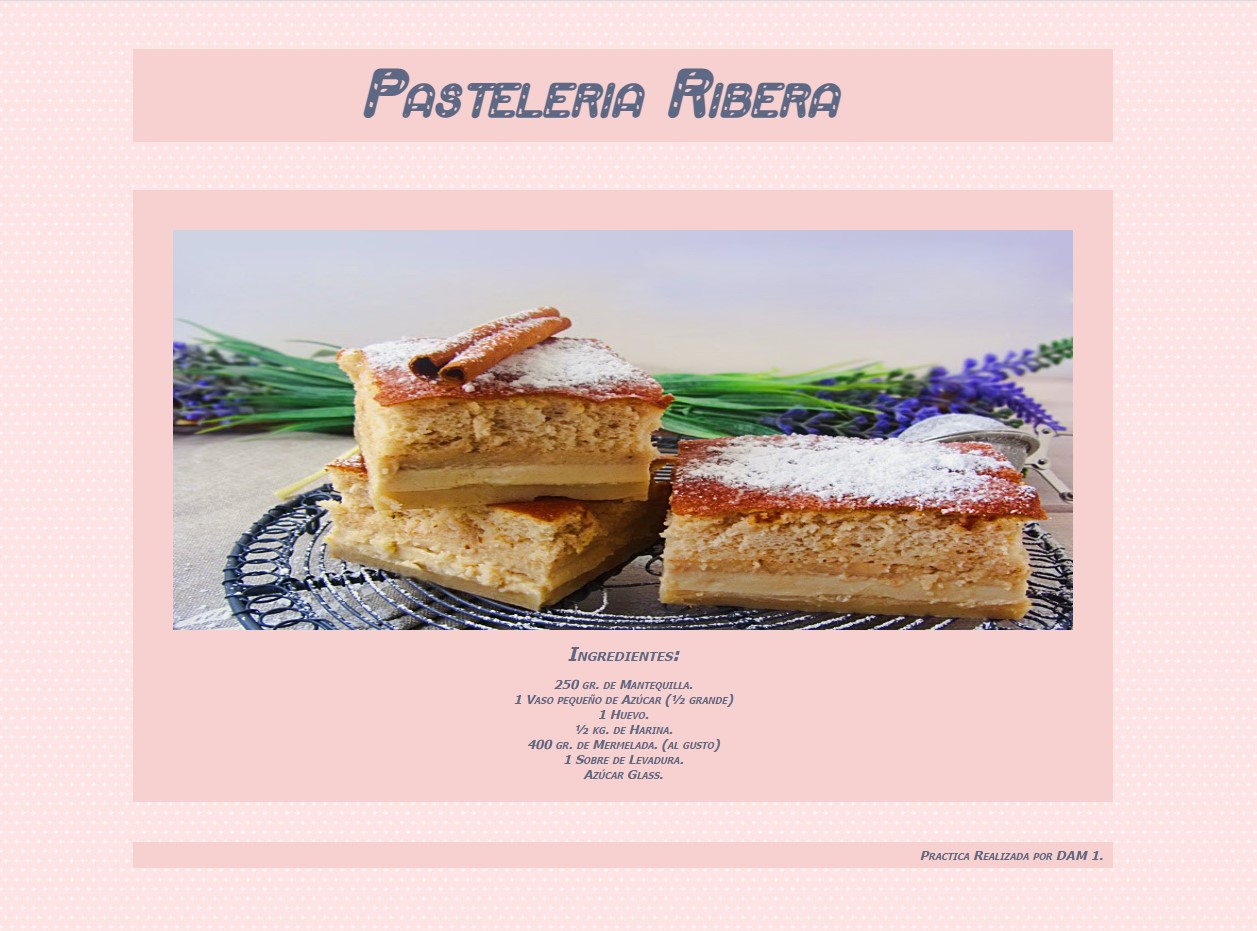 Pasteleria Ribera
Ingredientes:
250 gr. de Mantequilla.
1 Vaso pequeño de Azúcar (½ grande)
1 Huevo.
½ kg. de Harina.
400 gr. de Mermelada. (al gusto)
1 Sobre de Levadura.
Azúcar Glass.
Practica Realizada por DAM 1.